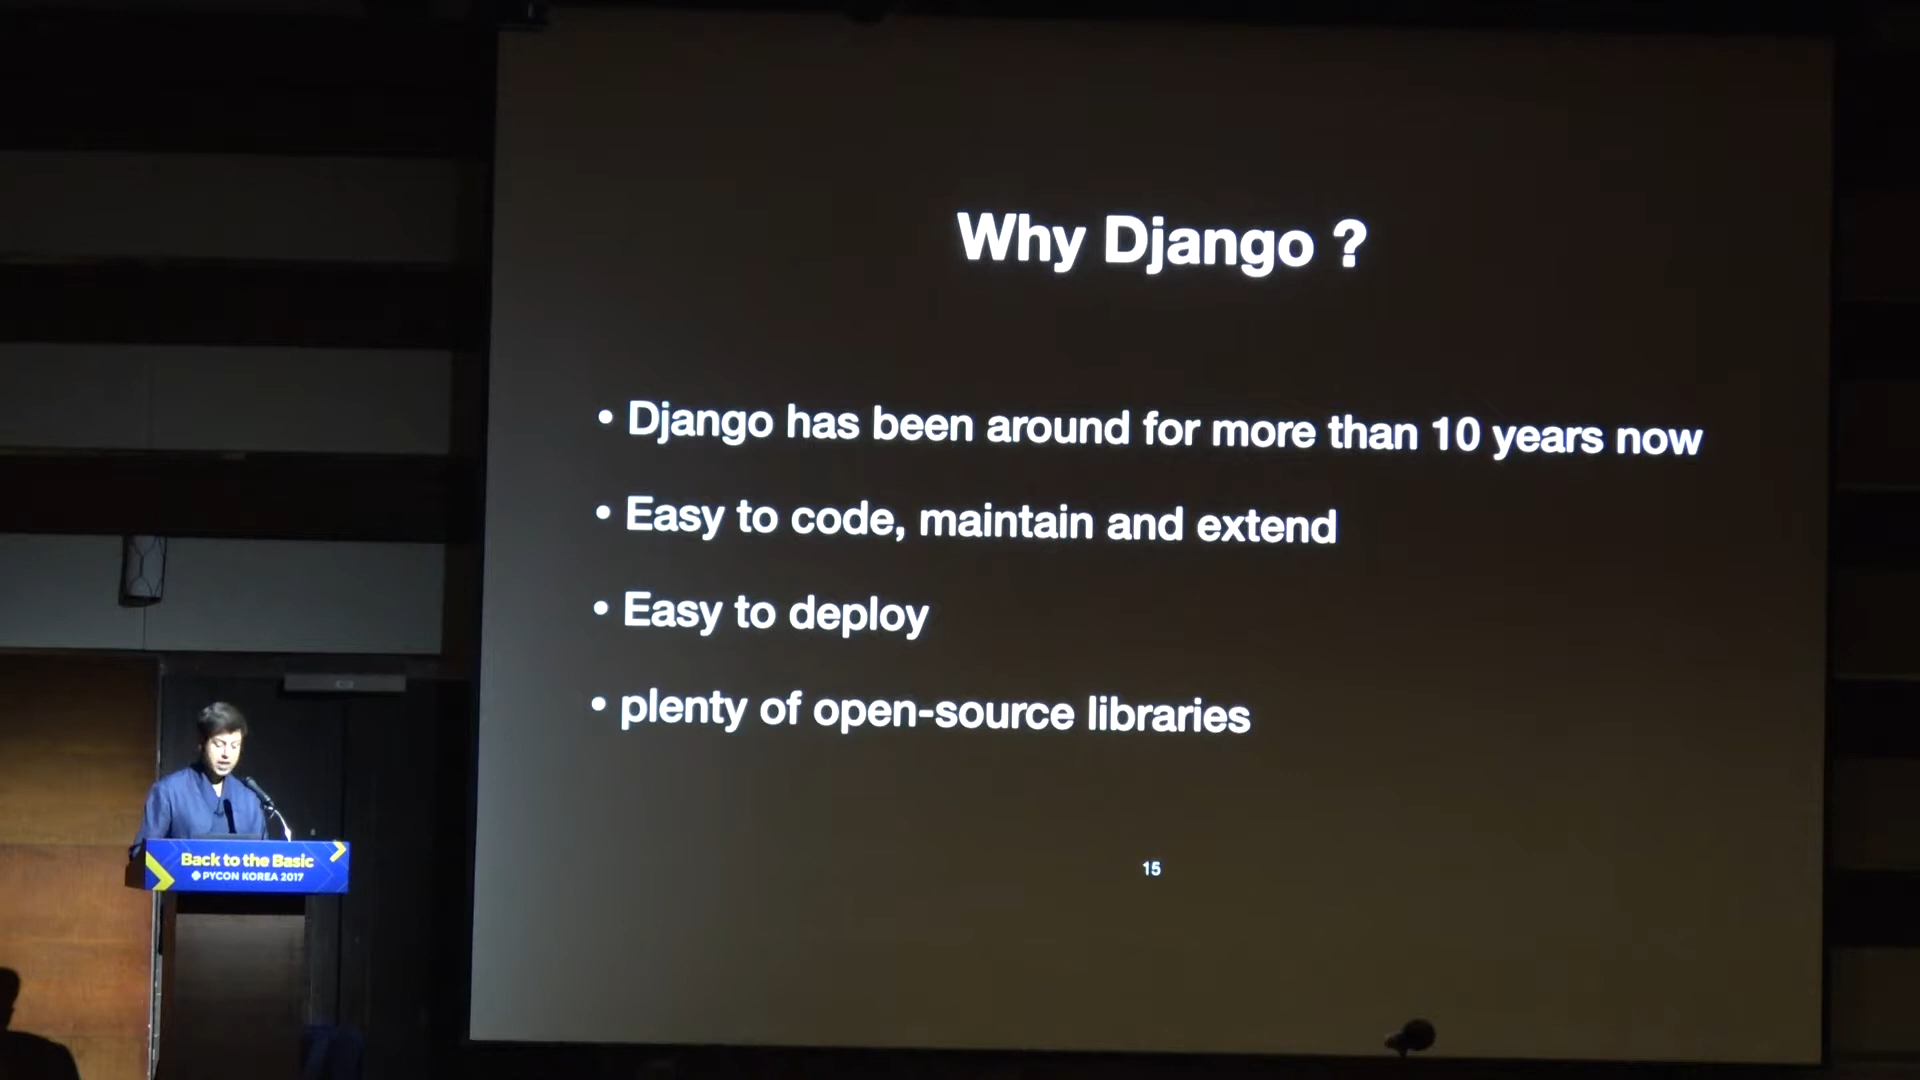 Why Django ?
• Django has been around for more than 10 years now
• Easy to code, maintain and extend
• Easy to deploy
• plenty of open-source libraries
15
Back to the Basic
PYCON KOREA 2017